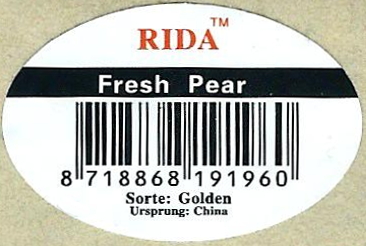 RIDA™
Fresh Pear
8 718868 191960
Sorte: Golden
Ursprung: China